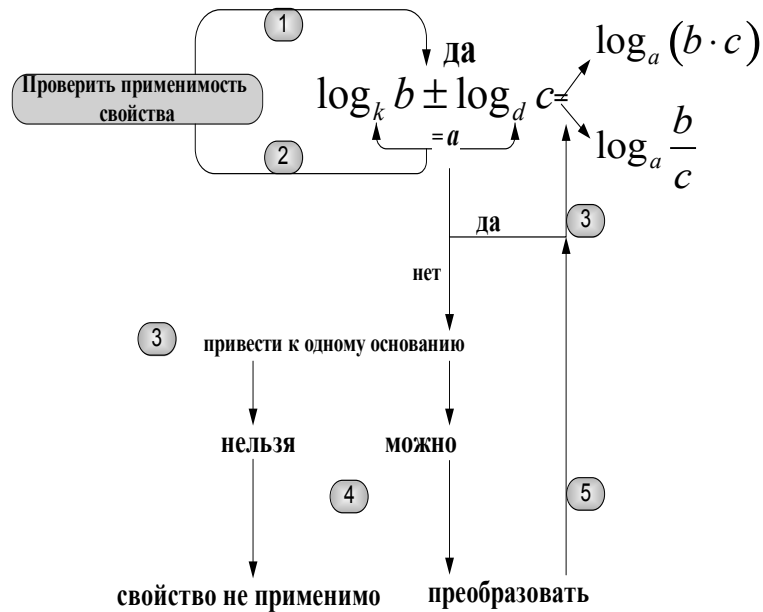 1
да
log_a (b · c)
Проверить применимость
свойства
log_k b ± log_d c =
= a
log_a b/c
2
да
3
нет
3
привести к одному основанию
нельзя
можно
4
5
свойство не применимо
преобразовать